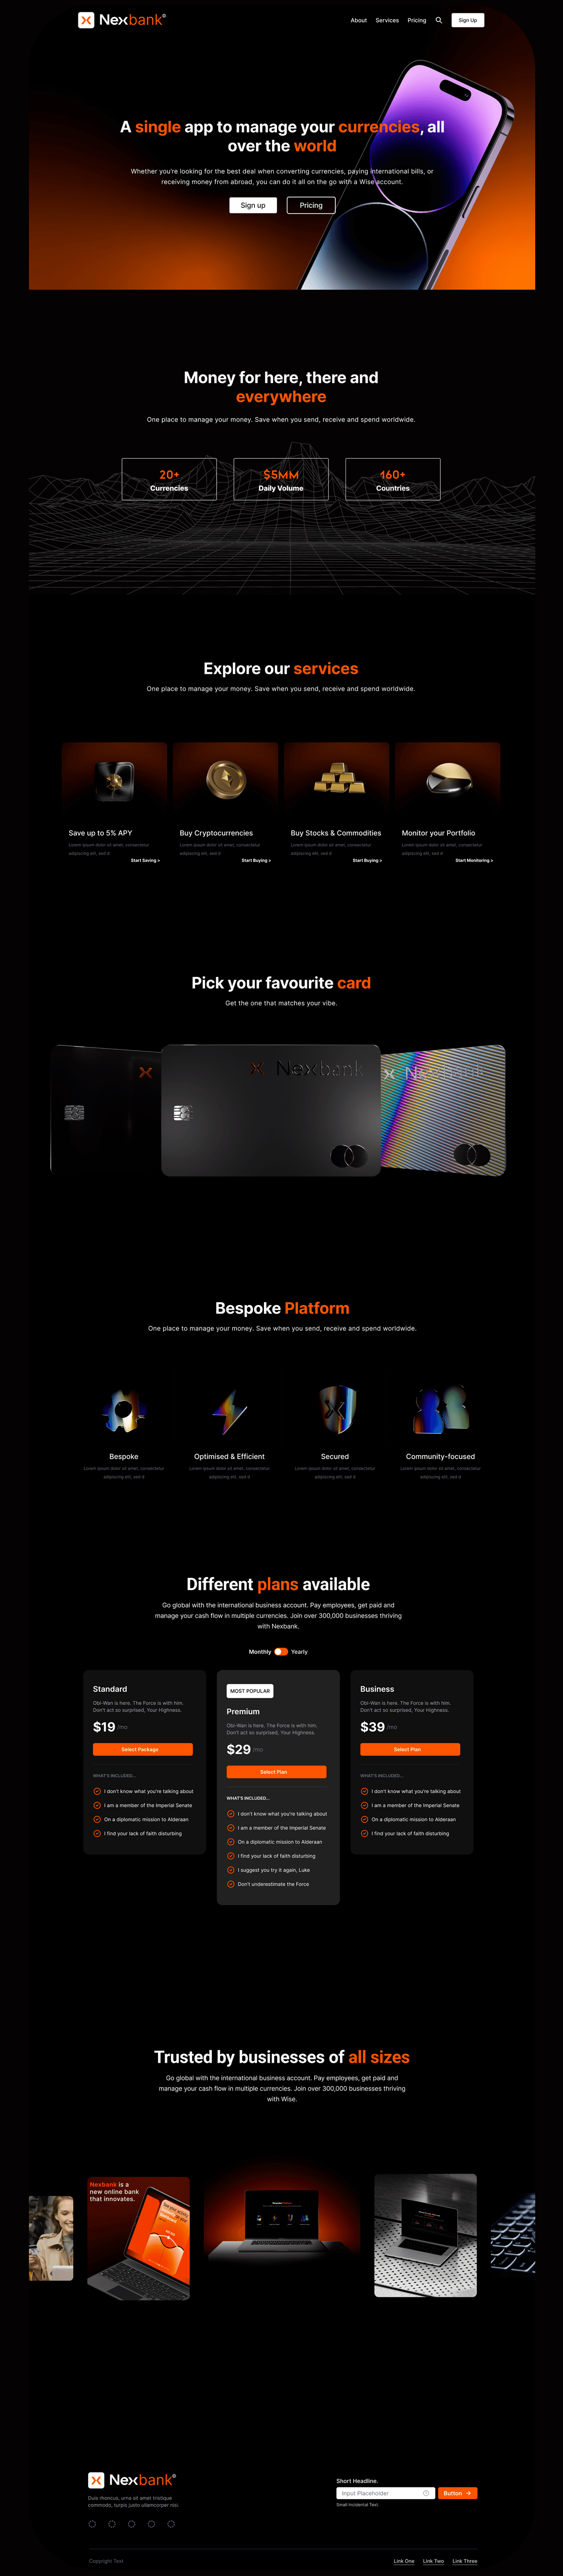 Nexbank®
About Services Pricing Sign Up
A single app to manage your currencies, all
over the world
Whether you're looking for the best deal when converting currencies, paying international bills, or
receiving money from abroad, you can do it all on the go with a Wise account.
Sign up Pricing
Money for here, there and
everywhere
One place to manage your money. Save when you send, receive and spend worldwide.
20+ $5MM 160+
Currencies Daily Volume Countries
Explore our services
One place to manage your money. Save when you send, receive and spend worldwide.
Save up to 5% APY
Lorem ipsum dolor sit amet, consectetur
adipiscing elit, sed d
Start Saving >
Buy Cryptocurrencies
Lorem ipsum dolor sit amet, consectetur
adipiscing elit, sed d
Start Buying >
Buy Stocks & Commodities
Lorem ipsum dolor sit amet, consectetur
adipiscing elit, sed d
Start Buying >
Monitor your Portfolio
Lorem ipsum dolor sit amet, consectetur
adipiscing elit, sed d
Start Monitoring >
Pick your favourite card
Get the one that matches your vibe.
Nexbank
Nexbank
Bespoke Platform
One place to manage your money. Save when you send, receive and spend worldwide.
Bespoke
Lorem ipsum dolor sit amet, consectetur
adipiscing elit, sed d
Optimised & Efficient
Lorem ipsum dolor sit amet, consectetur
adipiscing elit, sed d
Secured
Lorem ipsum dolor sit amet, consectetur
adipiscing elit, sed d
Community-focused
Lorem ipsum dolor sit amet, consectetur
adipiscing elit, sed d
Different plans available
Go global with the international business account. Pay employees, get paid and
manage your cash flow in multiple currencies. Join over 300,000 businesses thriving
with Nexbank.
Monthly Yearly
Standard
Obi-Wan is here. The Force is with him.
Don't act so surprised, Your Highness.
$19 /mo
Select Package
WHAT'S INCLUDED...
I don't know what you're talking about
I am a member of the Imperial Senate
On a diplomatic mission to Alderaan
I find your lack of faith disturbing
MOST POPULAR
Premium
Obi-Wan is here. The Force is with him.
Don't act so surprised, Your Highness.
$29 /mo
Select Plan
WHAT'S INCLUDED...
I don't know what you're talking about
I am a member of the Imperial Senate
On a diplomatic mission to Alderaan
I find your lack of faith disturbing
I suggest you try it again, Luke
Don't underestimate the Force
Business
Obi-Wan is here. The Force is with him.
Don't act so surprised, Your Highness.
$39 /mo
Select Plan
WHAT'S INCLUDED...
I don't know what you're talking about
I am a member of the Imperial Senate
On a diplomatic mission to Alderaan
I find your lack of faith disturbing
Trusted by businesses of all sizes
Go global with the international business account. Pay employees, get paid and
manage your cash flow in multiple currencies. Join over 300,000 businesses thriving
with Wise.
Nexbank is a
new online bank
that innovates.
Nexbank®
Duis rhoncus, urna sit amet tristique
commodo, turpis justo ullamcorper nisi.
Short Headline.
Input Placeholder
Button
Small Incidental Text.
Copyright Text
Link One Link Two Link Three